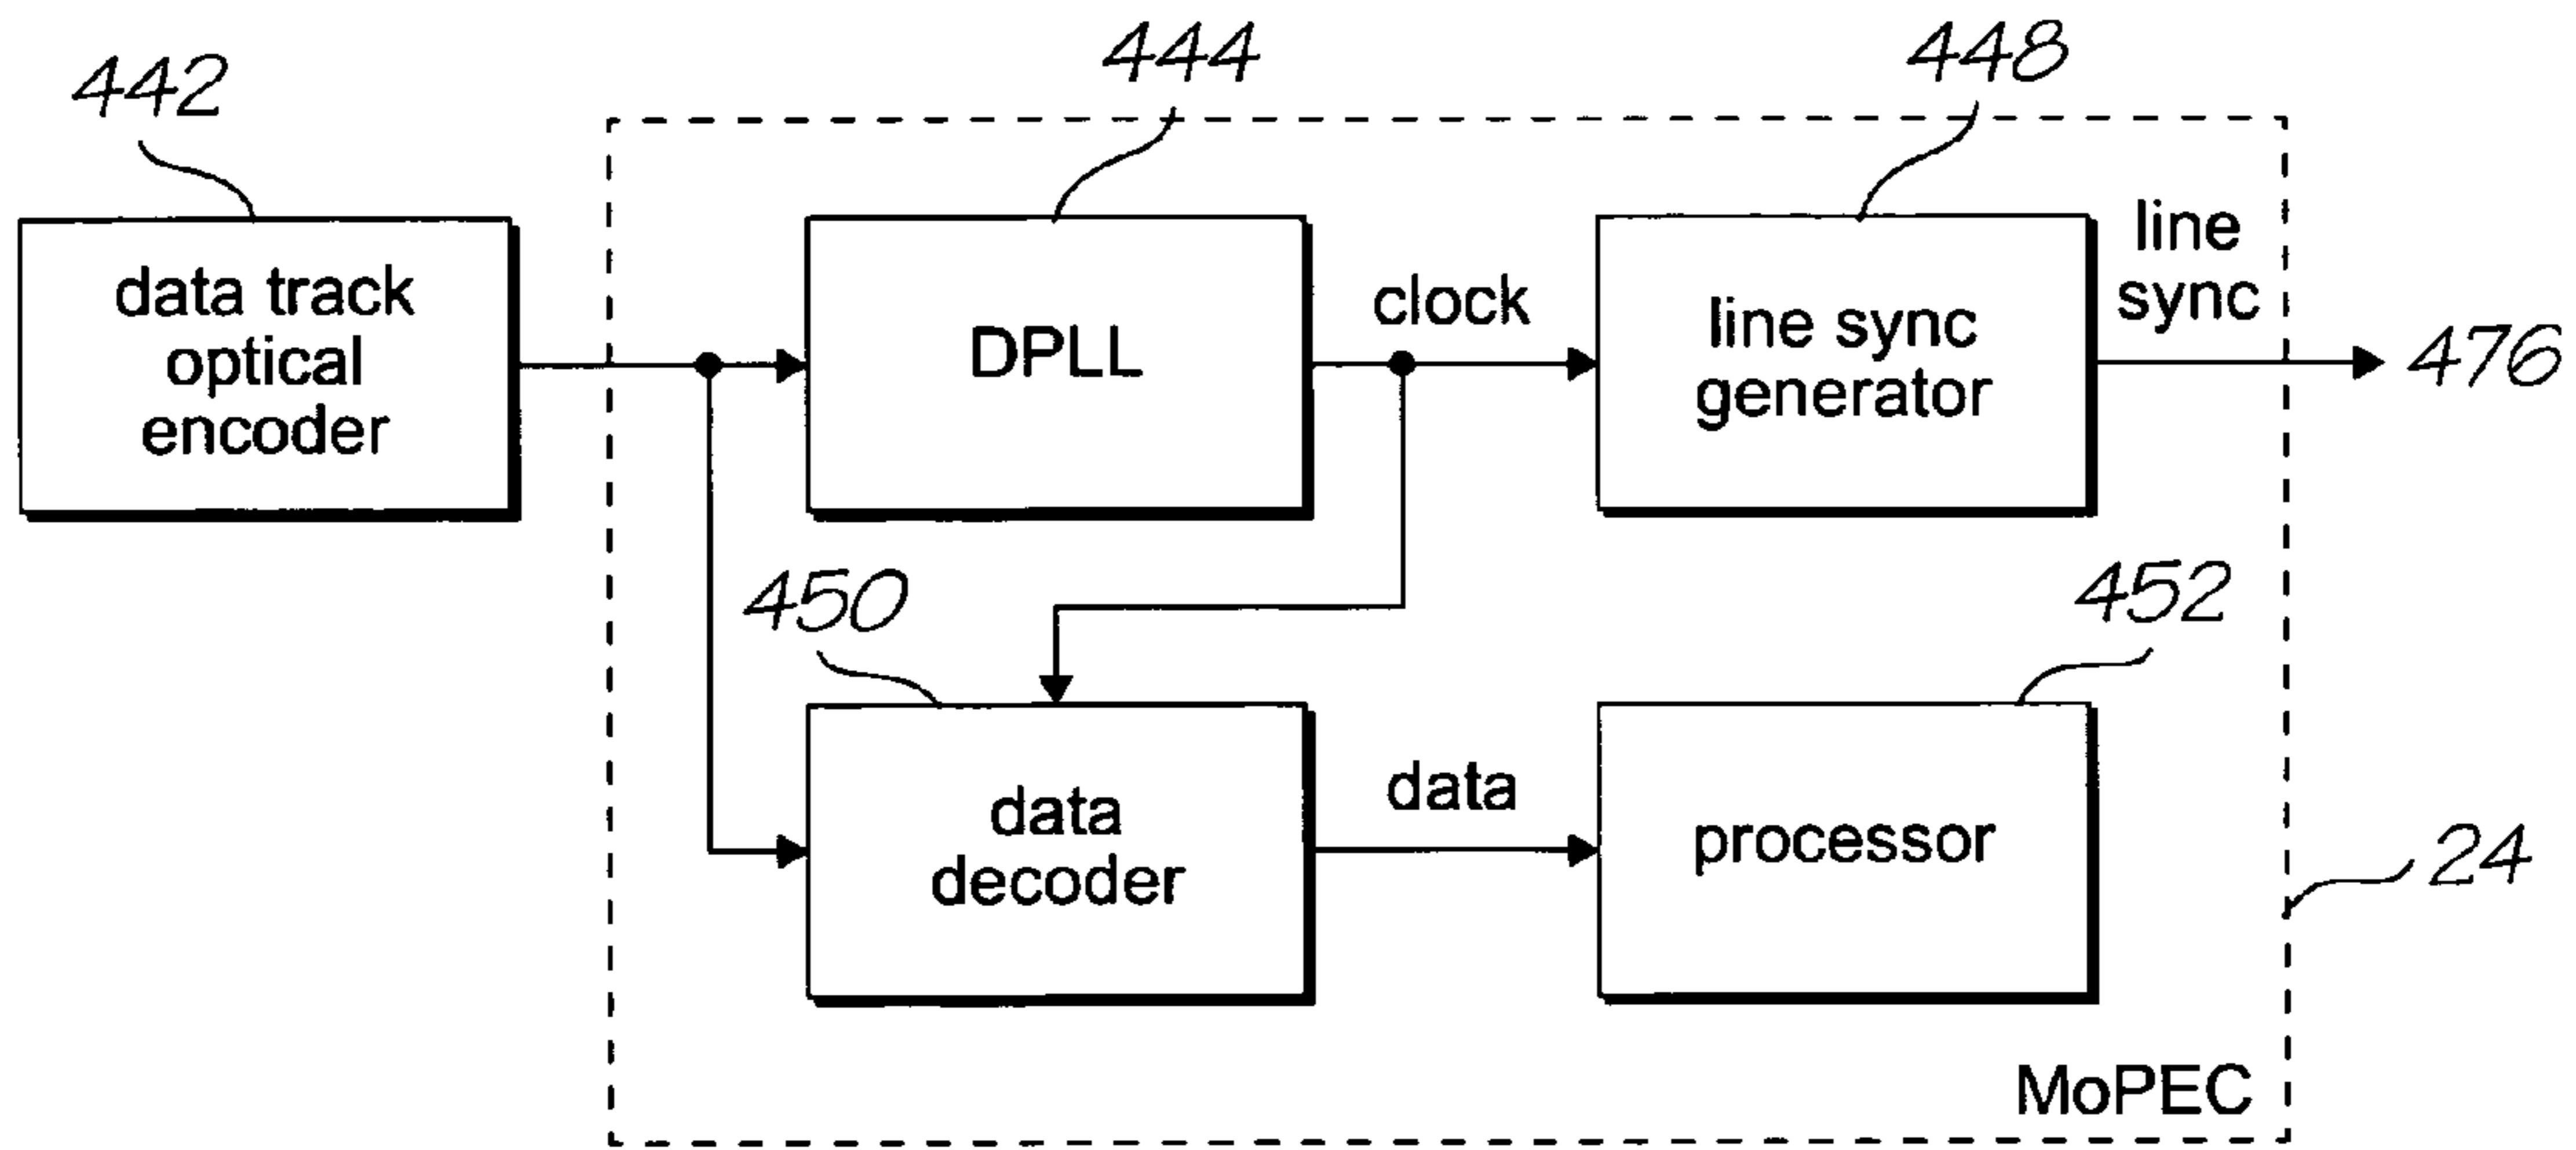 442
444
448
data track
optical
encoder
DPLL
clock
line sync
generator
line
sync
476
450
452
data
decoder
data
processor
24
MoPEC